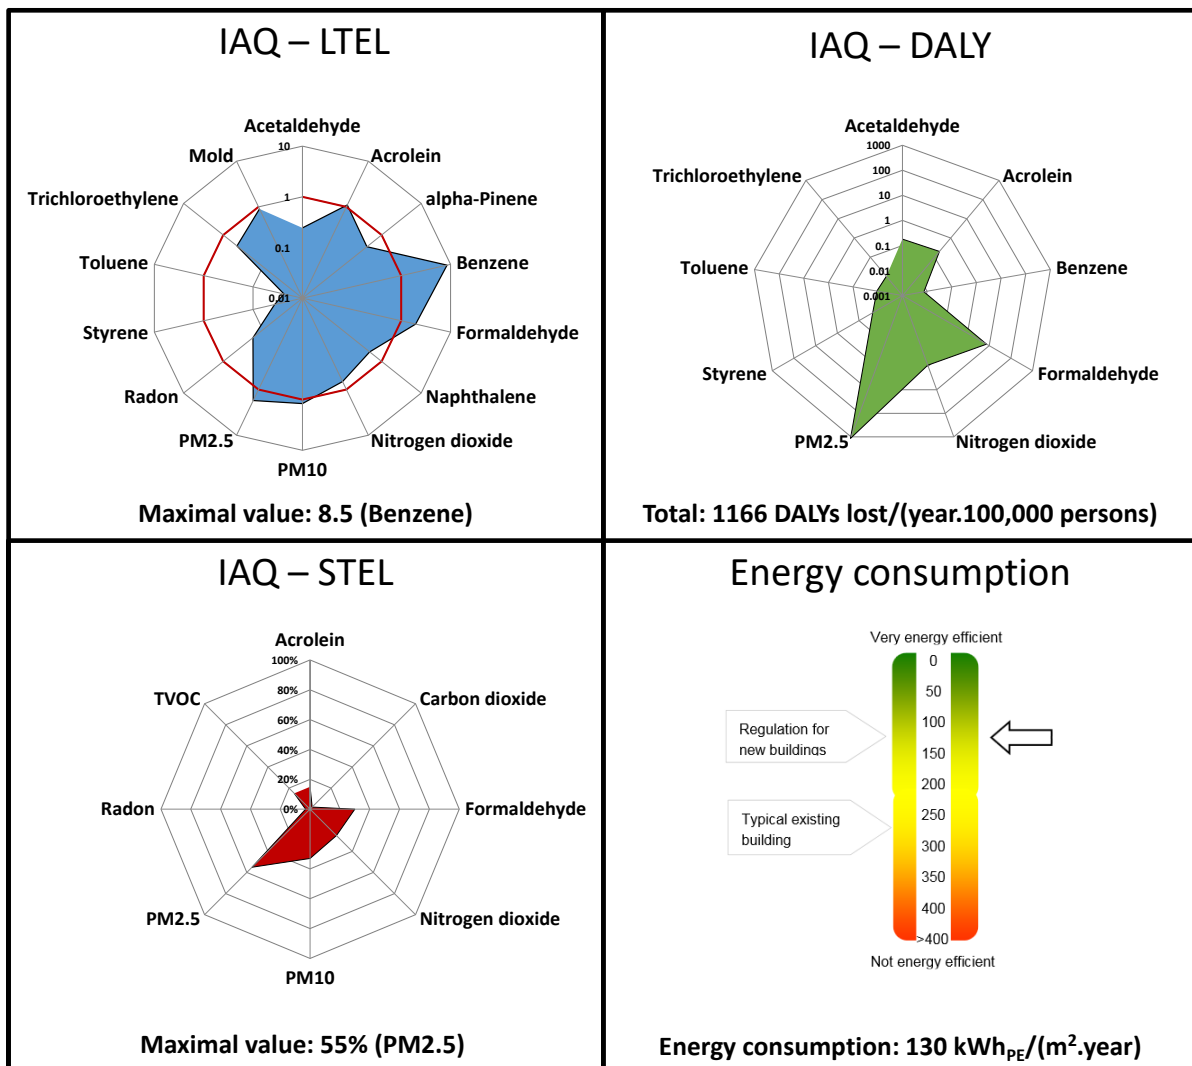 IAQ – LTEL
Acetaldehyde
10
Mold
Acrolein
1
Trichloroethylene
alpha-Pinene
0.1
Toluene
Benzene
0.01
Styrene
Formaldehyde
Radon
Naphthalene
PM2.5
Nitrogen dioxide
PM10
Maximal value: 8.5 (Benzene)
IAQ – DALY
Acetaldehyde
1000
Trichloroethylene
100
Acrolein
10
1
Toluene
0.1
Benzene
0.01
0.001
Styrene
Formaldehyde
PM2.5
Nitrogen dioxide
Total: 1166 DALYs lost/(year.100,000 persons)
IAQ – STEL
Acrolein
100%
TVOC
80%
Carbon dioxide
60%
40%
20%
Radon
0%
Formaldehyde
PM2.5
Nitrogen dioxide
PM10
Maximal value: 55% (PM2.5)
Energy consumption
Very energy efficient
0
50
100
Regulation for
new buildings
150
200
250
Typical existing
building
300
350
400
>400
Not energy efficient
Energy consumption: 130 kWhPE/(m².year)